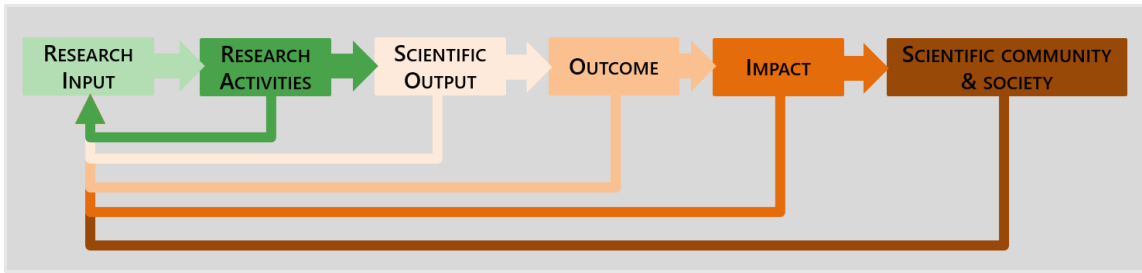 Research Input
Research Activities
Scientific Output
Outcome
Impact
Scientific community & society